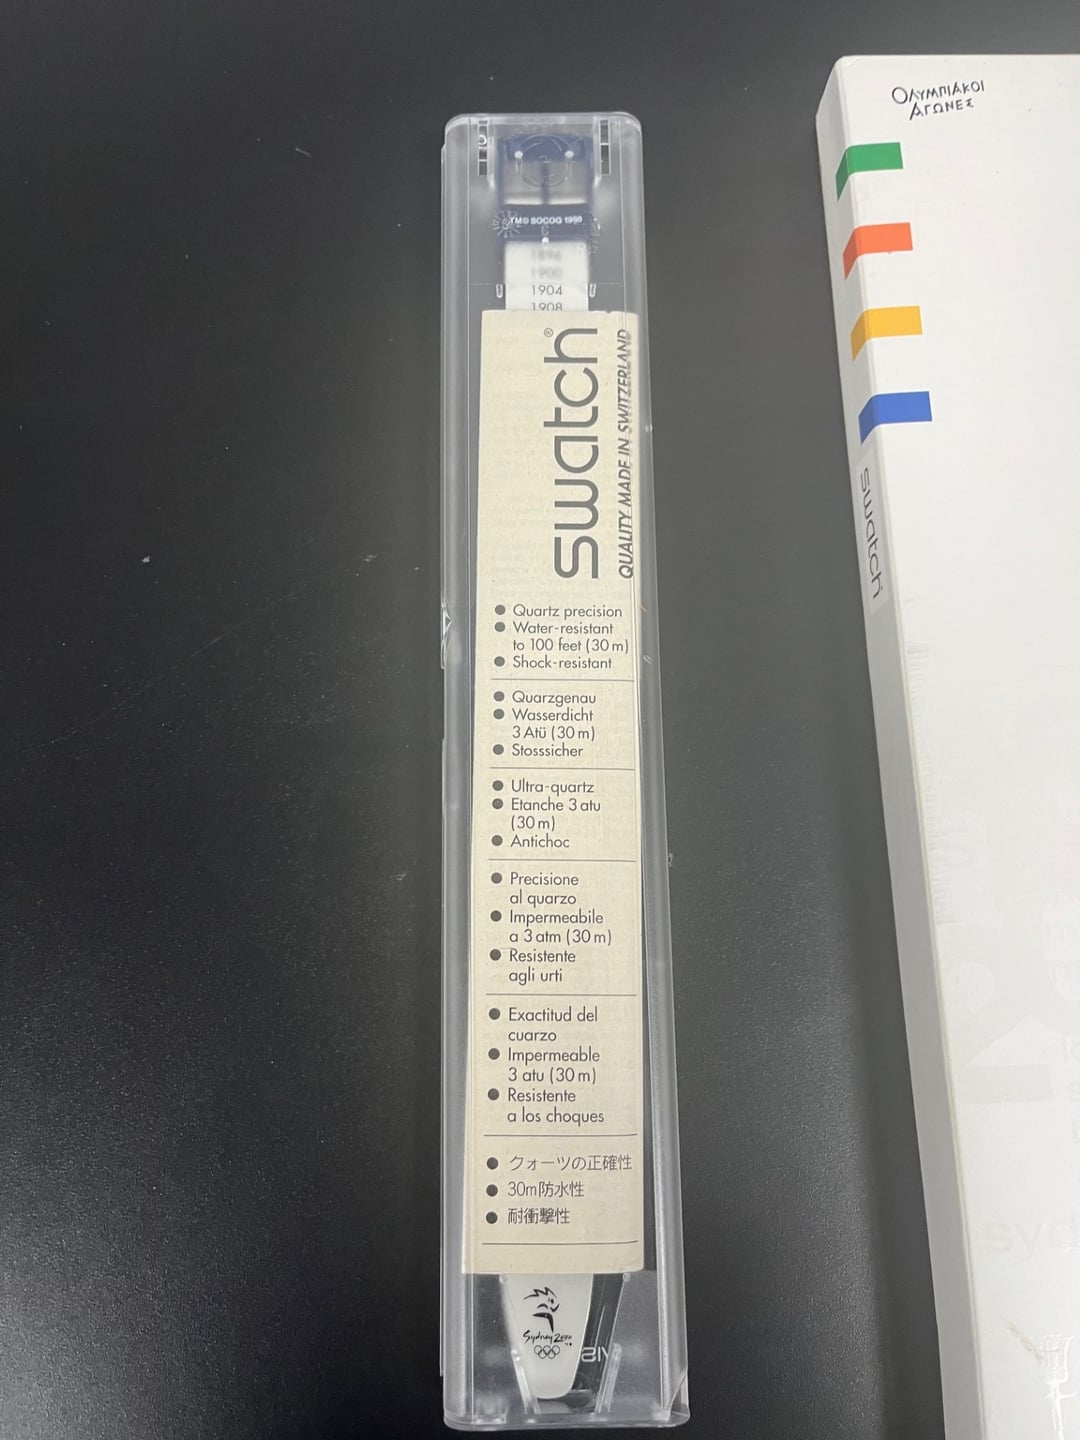 TM© SOCOG 1996
1896
1900
1904
1908
swatch®
QUALITY MADE IN SWITZERLAND
● Quartz precision
● Water-resistant
to 100 feet (30 m)
● Shock-resistant
● Quarzgenau
● Wasserdicht
3 Atü (30 m)
● Stosssicher
● Ultra-quartz
● Etanche 3 atu
(30 m)
● Antichoc
● Precisione
al quarzo
● Impermeabile
a 3 atm (30 m)
● Resistente
agli urti
● Exactitud del
cuarzo
● Impermeable
3 atu (30 m)
● Resistente
a los choques
● クォーツの正確性
● 30m防水性
● 耐衝撃性
Sydney 2000
ΟΛΥΜΠΙΑΚΟΙ
ΑΓΩΝΕΣ
swatch